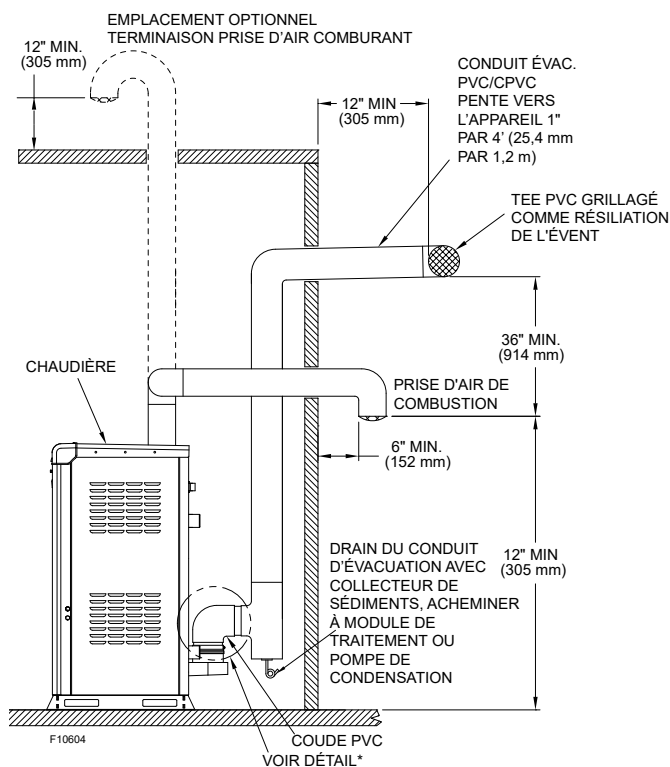 EMPLACEMENT OPTIONNEL
TERMINAISON PRISE D'AIR COMBURANT
12" MIN.
(305 mm)
12" MIN
(305 mm)
CONDUIT ÉVAC.
PVC/CPVC
PENTE VERS
L'APPAREIL 1"
PAR 4' (25,4 mm
PAR 1,2 m)
TEE PVC GRILLAGÉ
COMME RÉSILIATION
DE L'ÉVENT
36" MIN.
(914 mm)
CHAUDIÈRE
PRISE D'AIR DE
COMBUSTION
6" MIN.
(152 mm)
12" MIN
(305 mm)
DRAIN DU CONDUIT
D'ÉVACUATION AVEC
COLLECTEUR DE
SÉDIMENTS, ACHEMINER
À MODULE DE
TRAITEMENT OU
POMPE DE
CONDENSATION
F10604
COUDE PVC
VOIR DÉTAIL*